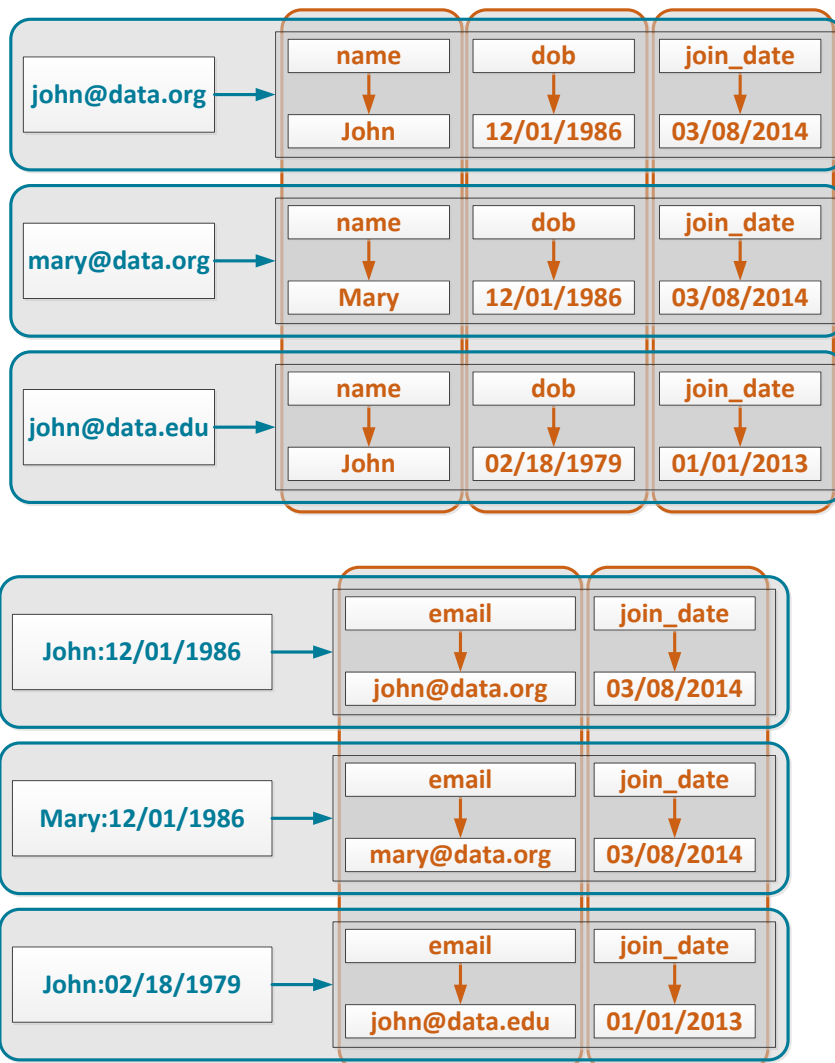 name dob join_date
john@data.org
John 12/01/1986 03/08/2014
name dob join_date
mary@data.org
Mary 12/01/1986 03/08/2014
name dob join_date
john@data.edu
John 02/18/1979 01/01/2013
email join_date
John:12/01/1986
john@data.org 03/08/2014
email join_date
Mary:12/01/1986
mary@data.org 03/08/2014
email join_date
John:02/18/1979
john@data.edu 01/01/2013